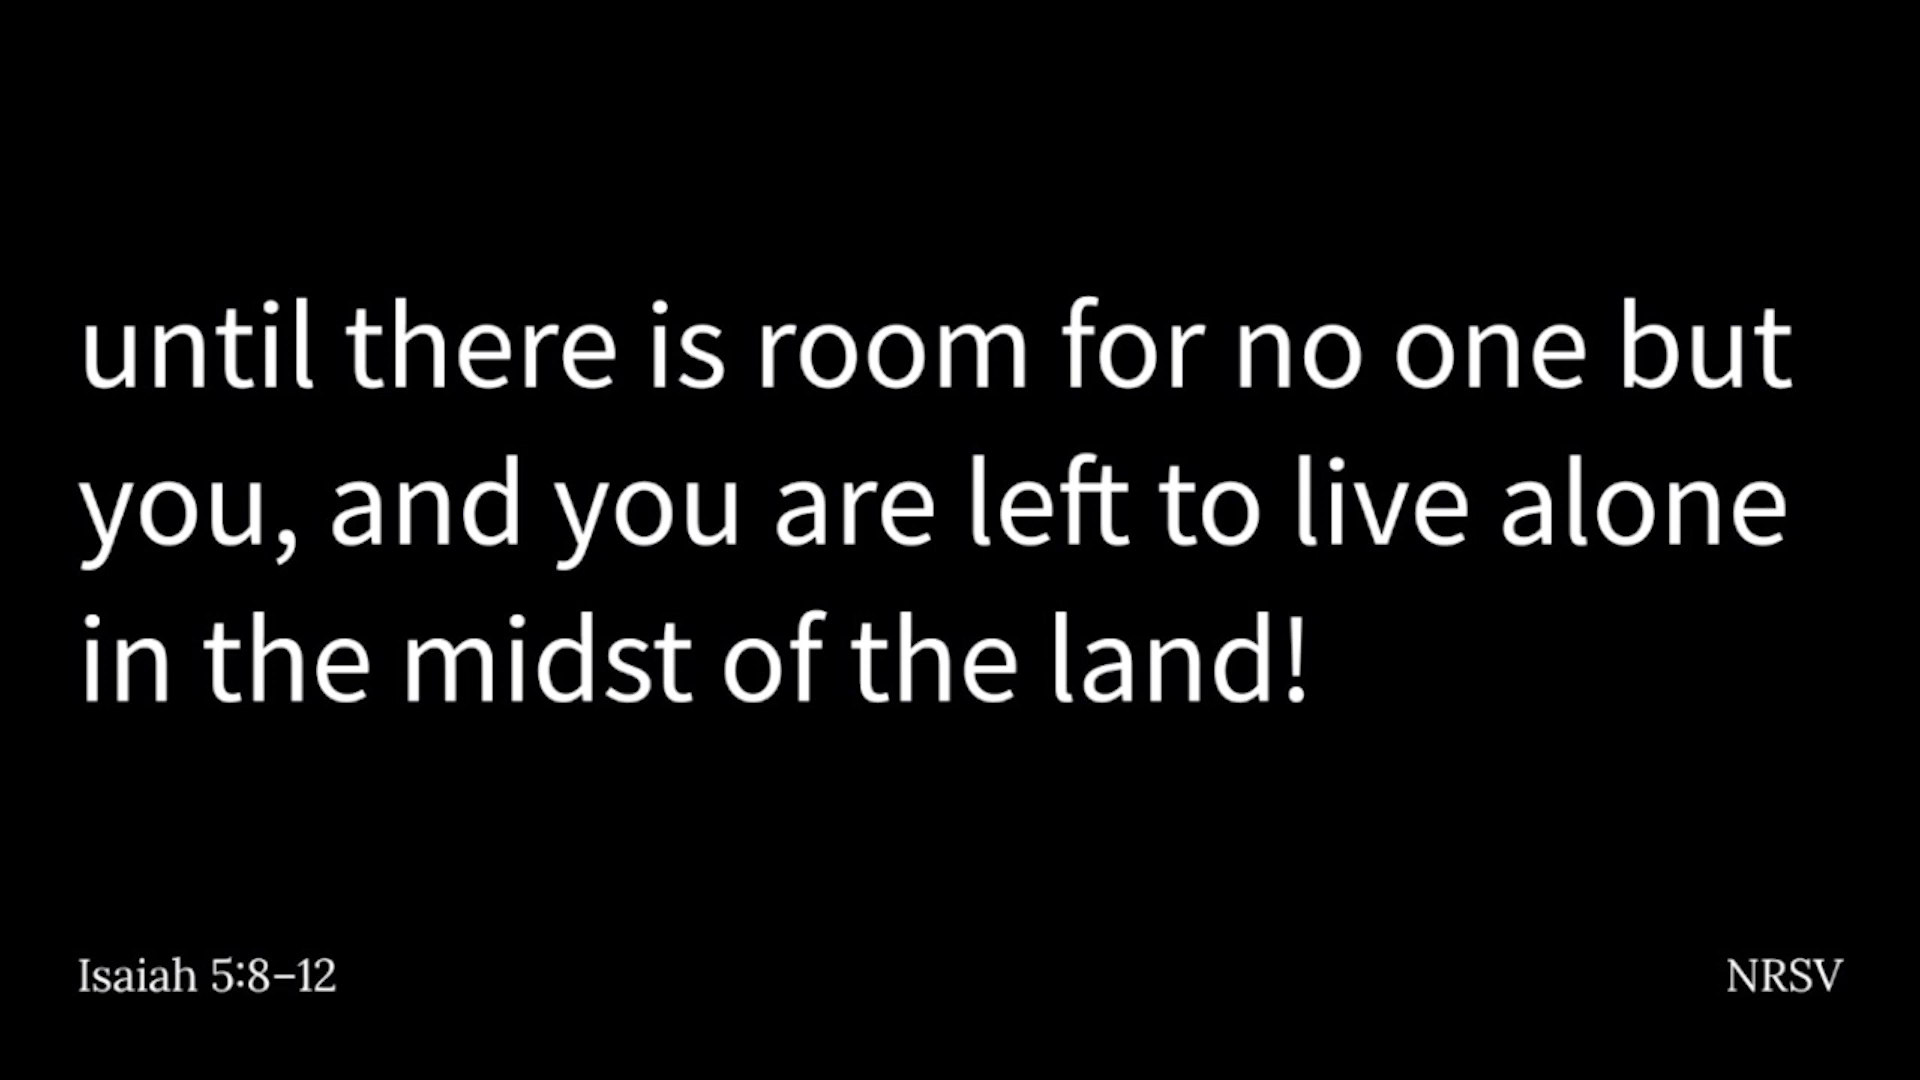 until there is room for no one but
you, and you are left to live alone
in the midst of the land!
Isaiah 5:8–12
NRSV